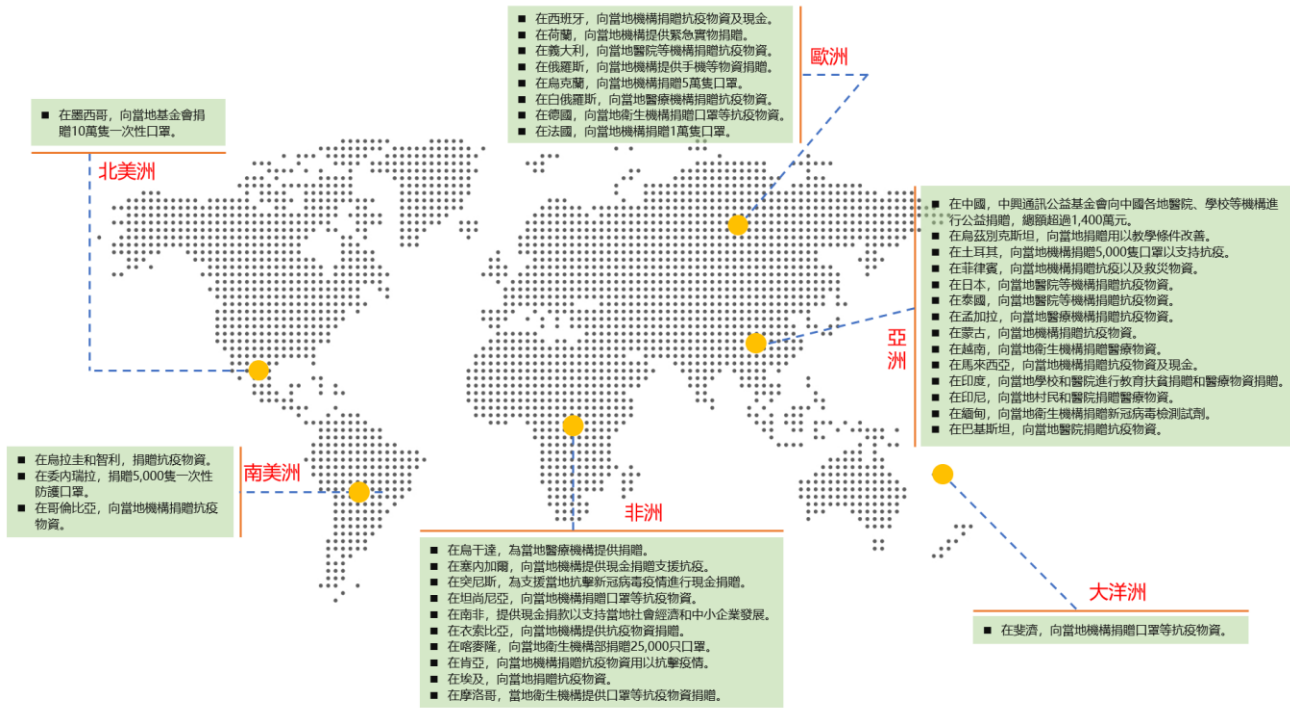 ■ 在西班牙，向當地機構捐贈抗疫物資及現金。
■ 在荷蘭，向當地機構提供緊急實物捐贈。
■ 在義大利，向當地醫院等機構捐贈抗疫物資。
■ 在俄羅斯，向當地機構提供手機等物資捐贈。
■ 在烏克蘭，向當地機構捐贈5萬隻口罩。
■ 在白俄羅斯，向當地醫療機構捐贈抗疫物資。
■ 在德國，向當地衛生機構捐贈口罩等抗疫物資。
■ 在法國，向當地機構捐贈1萬隻口罩。
歐洲
■ 在墨西哥，向當地基金會捐
贈10萬隻一次性口罩。
北美洲
■ 在中國，中興通訊公益基金會向中國各地醫院、學校等機構進
行公益捐贈，總額超過1,400萬元。
■ 在烏茲別克斯坦，向當地捐贈用以教學條件改善。
■ 在土耳其，向當地機構捐贈5,000隻口罩以支持抗疫。
■ 在菲律賓，向當地機構捐贈抗疫以及救災物資。
■ 在日本，向當地醫院等機構捐贈抗疫物資。
■ 在泰國，向當地醫院等機構捐贈抗疫物資。
■ 在孟加拉，向當地醫療機構捐贈抗疫物資。
■ 在蒙古，向當地機構捐贈抗疫物資。
■ 在越南，向當地衛生機構捐贈醫療物資。
■ 在馬來西亞，向當地機構捐贈抗疫物資及現金。
■ 在印度，向當地學校和醫院進行教育扶貧捐贈和醫療物資捐贈。
■ 在印尼，向當地村民和醫院捐贈醫療物資。
■ 在緬甸，向當地衛生機構捐贈新冠病毒檢測試劑。
■ 在巴基斯坦，向當地醫院捐贈抗疫物資。
亞
洲
■ 在烏拉圭和智利，捐贈抗疫物資。
■ 在委內瑞拉，捐贈5,000隻一次性
防護口罩。
■ 在哥倫比亞，向當地機構捐贈抗疫
物資。
南美洲
非洲
■ 在烏干達，為當地醫療機構提供捐贈。
■ 在塞內加爾，向當地機構提供現金捐贈支援抗疫。
■ 在突尼斯，為支援當地抗擊新冠病毒疫情進行現金捐贈。
■ 在坦尚尼亞，向當地機構捐贈口罩等抗疫物資。
■ 在南非，提供現金捐款以支持當地社會經濟和中小企業發展。
■ 在衣索比亞，向當地機構提供抗疫物資捐贈。
■ 在喀麥隆，向當地衛生機構部捐贈25,000只口罩。
■ 在肯亞，向當地機構捐贈抗疫物資用以抗擊疫情。
■ 在埃及，向當地捐贈抗疫物資。
■ 在摩洛哥，當地衛生機構提供口罩等抗疫物資捐贈。
大洋洲
■ 在斐濟，向當地機構捐贈口罩等抗疫物資。